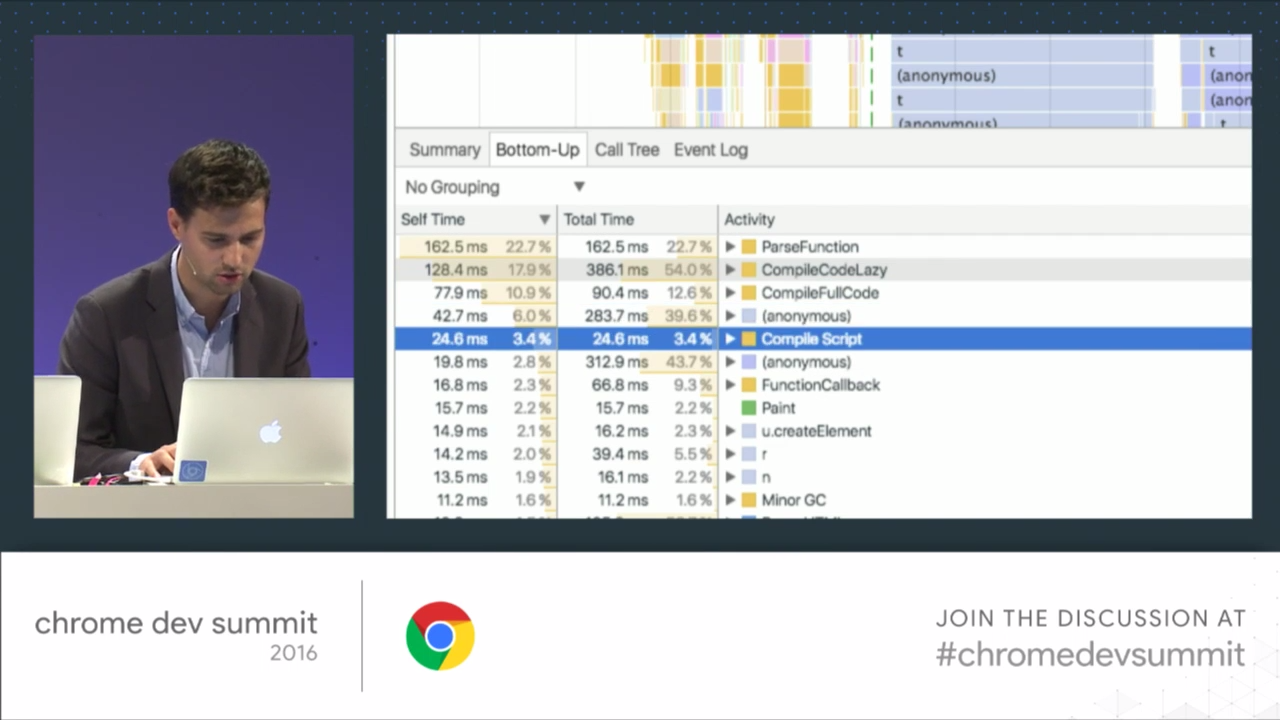 t
t
(anonymous)
(anon
t
(anon
(anonymous)
t
Summary Bottom-Up Call Tree Event Log
No Grouping
Self Time Total Time Activity
162.5 ms 22.7 % 162.5 ms 22.7 % ParseFunction
128.4 ms 17.9 % 386.1 ms 54.0 % CompileCodeLazy
77.9 ms 10.9 % 90.4 ms 12.6 % CompileFullCode
42.7 ms 6.0 % 283.7 ms 39.6 % (anonymous)
24.6 ms 3.4 % 24.6 ms 3.4 % Compile Script
19.8 ms 2.8 % 312.9 ms 43.7 % (anonymous)
16.8 ms 2.3 % 66.8 ms 9.3 % FunctionCallback
15.7 ms 2.2 % 15.7 ms 2.2 % Paint
14.9 ms 2.1 % 16.2 ms 2.3 % u.createElement
14.2 ms 2.0 % 39.4 ms 5.5 % r
13.5 ms 1.9 % 16.1 ms 2.2 % n
11.2 ms 1.6 % 11.2 ms 1.6 % Minor GC
chrome dev summit
2016
JOIN THE DISCUSSION AT
#chromedevsummit